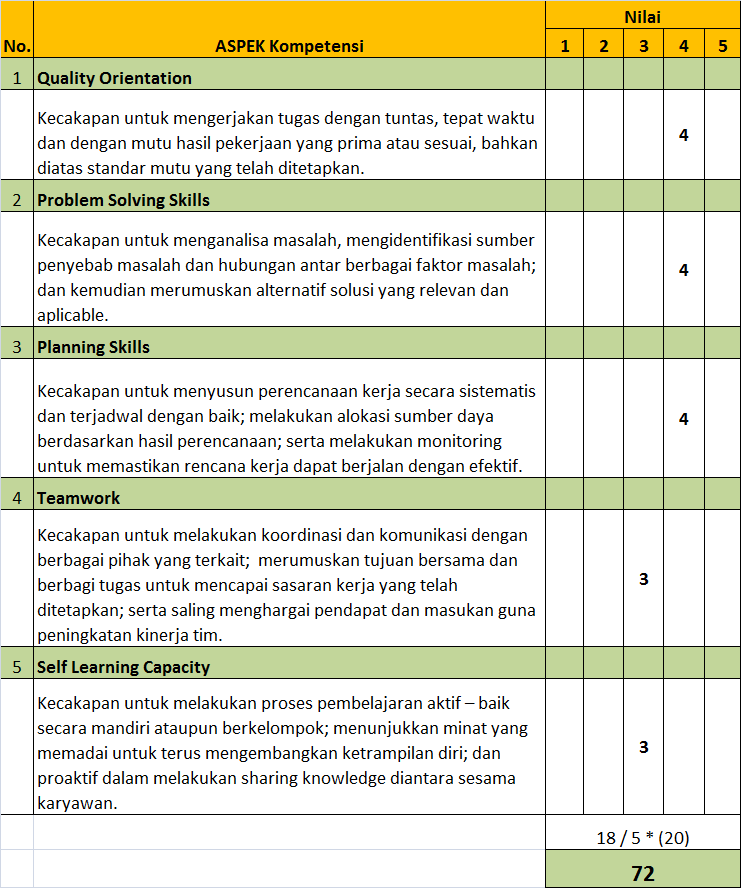 Nilai
No. ASPEK Kompetensi 1 2 3 4 5
1 Quality Orientation
Kecakapan untuk mengerjakan tugas dengan tuntas, tepat waktu
dan dengan mutu hasil pekerjaan yang prima atau sesuai, bahkan
diatas standar mutu yang telah ditetapkan.
4
2 Problem Solving Skills
Kecakapan untuk menganalisa masalah, mengidentifikasi sumber
penyebab masalah dan hubungan antar berbagai faktor masalah;
dan kemudian merumuskan alternatif solusi yang relevan dan
aplicable.
4
3 Planning Skills
Kecakapan untuk menyusun perencanaan kerja secara sistematis
dan terjadwal dengan baik; melakukan alokasi sumber daya
berdasarkan hasil perencanaan; serta melakukan monitoring
untuk memastikan rencana kerja dapat berjalan dengan efektif.
4
4 Teamwork
Kecakapan untuk melakukan koordinasi dan komunikasi dengan
berbagai pihak yang terkait;  merumuskan tujuan bersama dan
berbagi tugas untuk mencapai sasaran kerja yang telah
ditetapkan; serta saling menghargai pendapat dan masukan guna
peningkatan kinerja tim.
3
5 Self Learning Capacity
Kecakapan untuk melakukan proses pembelajaran aktif – baik
secara mandiri ataupun berkelompok; menunjukkan minat yang
memadai untuk terus mengembangkan ketrampilan diri; dan
proaktif dalam melakukan sharing knowledge diantara sesama
karyawan.
3
18 / 5 * (20)
72